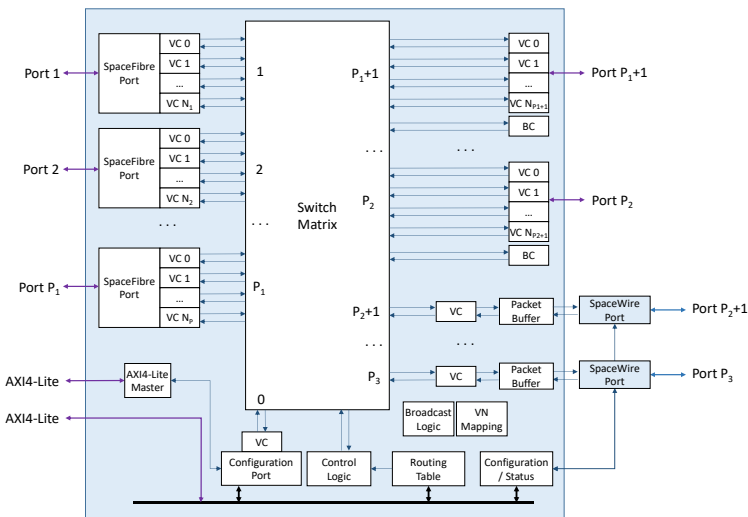 Port 1
SpaceFibre
Port
VC 0
VC 1
...
VC N1
1
Port 2
SpaceFibre
Port
VC 0
VC 1
...
VC N2
2
. . .
. . .
. . .
Port P1
SpaceFibre
Port
VC 0
VC 1
...
VC NP
P1
Switch
Matrix
P1+1
VC 0
VC 1
...
VC NP1+1
BC
Port P1+1
. . .
. . .
P2
VC 0
VC 1
...
VC NP2+1
BC
Port P2
P2+1
VC
Packet
Buffer
SpaceWire
Port
Port P2+1
. . .
. . .
P3
VC
Packet
Buffer
SpaceWire
Port
Port P3
AXI4-Lite
AXI4-Lite
Master
AXI4-Lite
0
VC
Configuration
Port
Control
Logic
Routing
Table
Broadcast
Logic
VN
Mapping
Configuration
/ Status